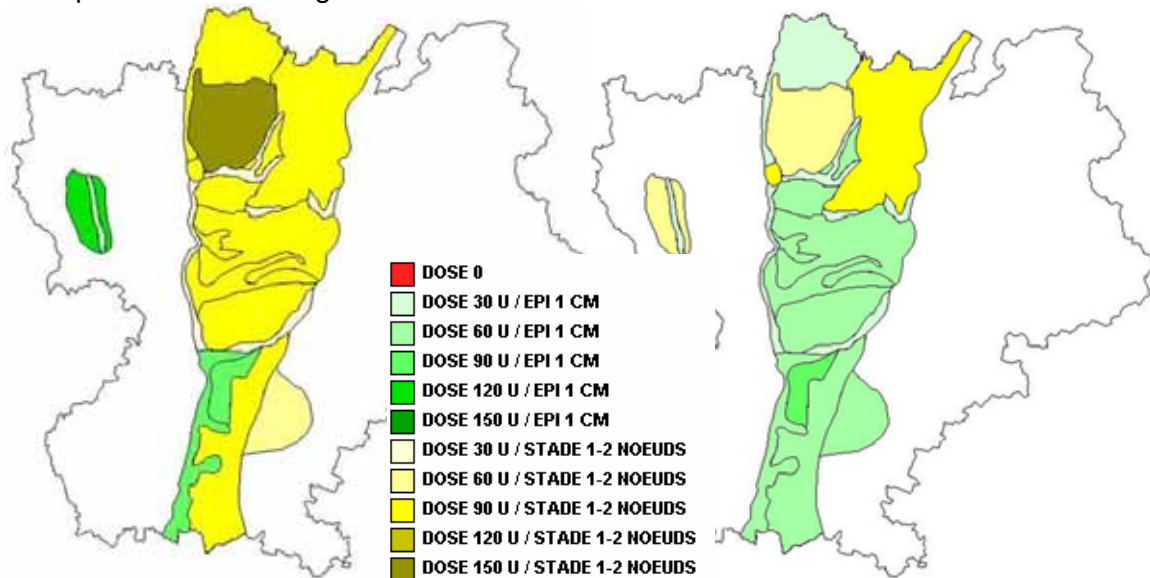 DOSE 0
DOSE 30 U / EPI 1 CM
DOSE 60 U / EPI 1 CM
DOSE 90 U / EPI 1 CM
DOSE 120 U / EPI 1 CM
DOSE 150 U / EPI 1 CM
DOSE 30 U / STADE 1-2 NOEUDS
DOSE 60 U / STADE 1-2 NOEUDS
DOSE 90 U / STADE 1-2 NOEUDS
DOSE 120 U / STADE 1-2 NOEUDS
DOSE 150 U / STADE 1-2 NOEUDS